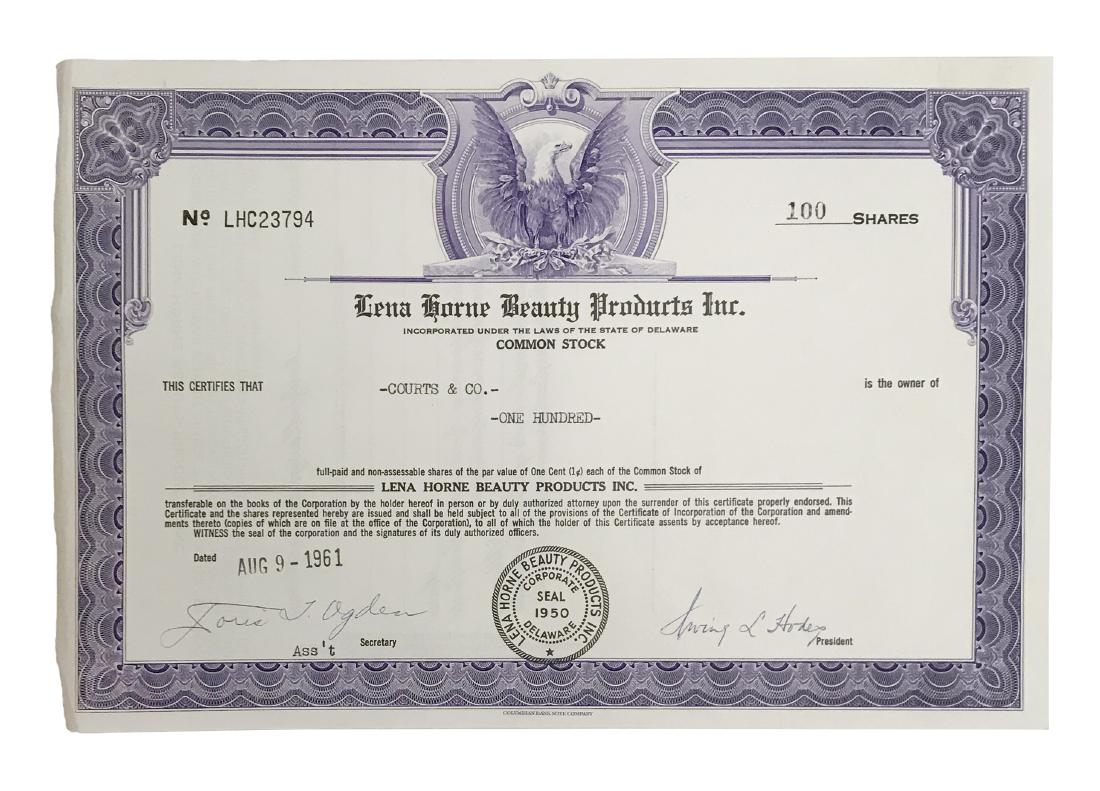 Nº LHC23794
100 SHARES
Lena Horne Beauty Products Inc.
INCORPORATED UNDER THE LAWS OF THE STATE OF DELAWARE
COMMON STOCK
THIS CERTIFIES THAT -COURTS & CO.- is the owner of
-ONE HUNDRED-
full-paid and non-assessable shares of the par value of One Cent (1¢) each of the Common Stock of
LENA HORNE BEAUTY PRODUCTS INC.
transferable on the books of the Corporation by the holder hereof in person or by duly authorized attorney upon the surrender of this certificate properly endorsed. This
Certificate and the shares represented hereby are issued and shall be held subject to all of the provisions of the Certificate of Incorporation of the Corporation and amend-
ments thereto (copies of which are on file at the office of the Corporation), to all of which the holder of this Certificate assents by acceptance hereof.
WITNESS the seal of the corporation and the signatures of its duly authorized officers.
Dated AUG 9 - 1961
LENA HORNE BEAUTY PRODUCTS INC.
CORPORATE
SEAL
1950
DELAWARE
T. Ogden
Irving L Hodes
Ass't Secretary
President
COLUMBIAN BANK NOTE COMPANY